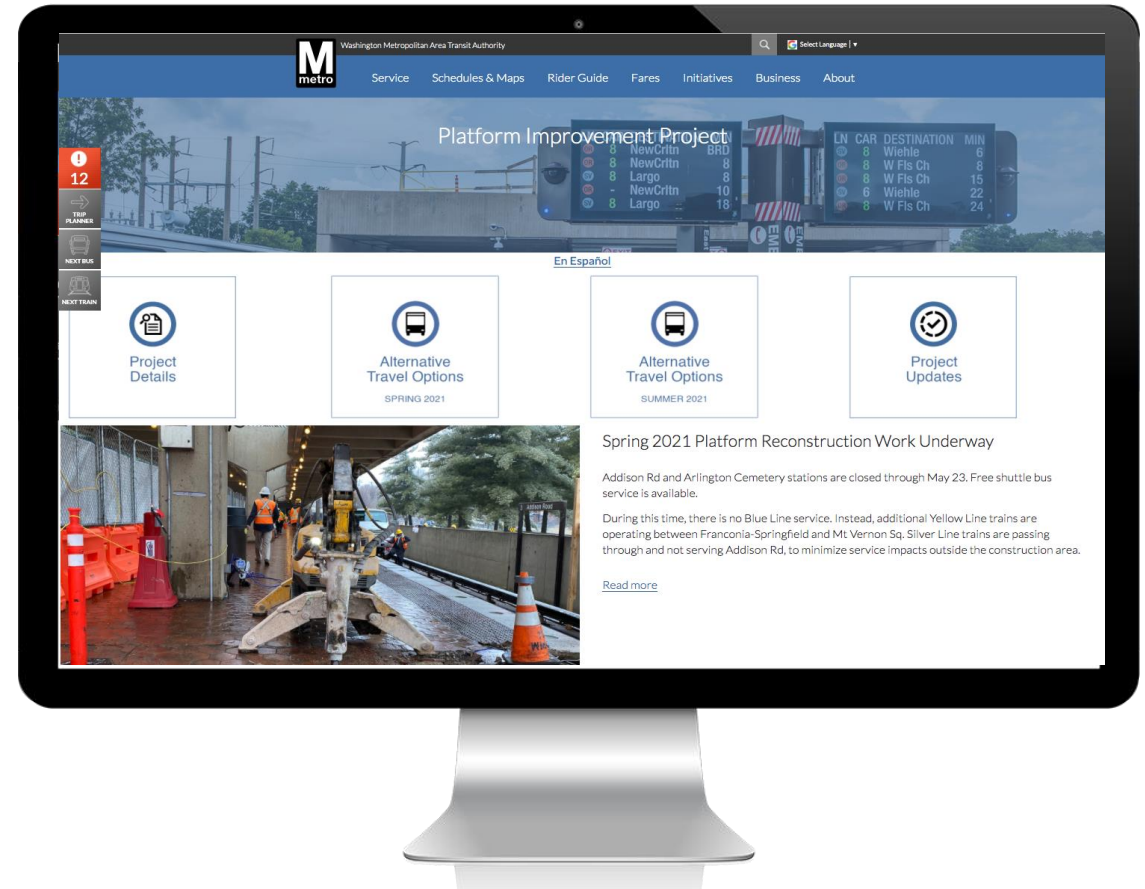 Washington Metropolitan Area Transit Authority
Select Language | ▼
M
metro
Service Schedules & Maps Rider Guide Fares Initiatives Business About
Platform Improvement Project
DESTINATION MIN
8 NewCrltn BRD
8 NewCrltn 8
8 Largo 8
- NewCrltn 10
8 Largo 18
LN CAR DESTINATION MIN
8 Wiehle 6
8 W Fls Ch 8
8 W Fls Ch 15
6 Wiehle 22
8 W Fls Ch 24
12
TRIP
PLANNER
NEXT BUS
NEXT TRAIN
En Español
Project
Details
Alternative
Travel Options
SPRING 2021
Alternative
Travel Options
SUMMER 2021
Project
Updates
Addison Road
Spring 2021 Platform Reconstruction Work Underway
Addison Rd and Arlington Cemetery stations are closed through May 23. Free shuttle bus
service is available.
During this time, there is no Blue Line service. Instead, additional Yellow Line trains are
operating between Franconia-Springfield and Mt Vernon Sq. Silver Line trains are passing
through and not serving Addison Rd, to minimize service impacts outside the construction area.
Read more